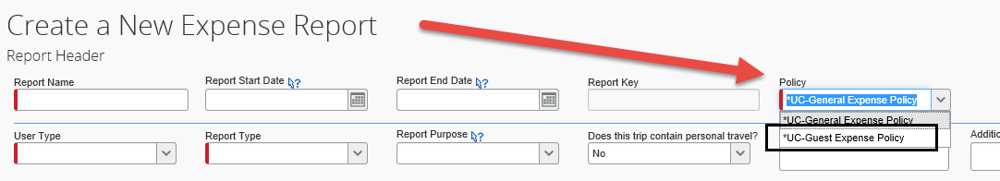 Create a New Expense Report
Report Header
Report Name Report Start Date ? Report End Date ? Report Key Policy
*UC-General Expense Policy
*UC-General Expense Policy
*UC-Guest Expense Policy
User Type Report Type Report Purpose ? Does this trip contain personal travel? Additio
No